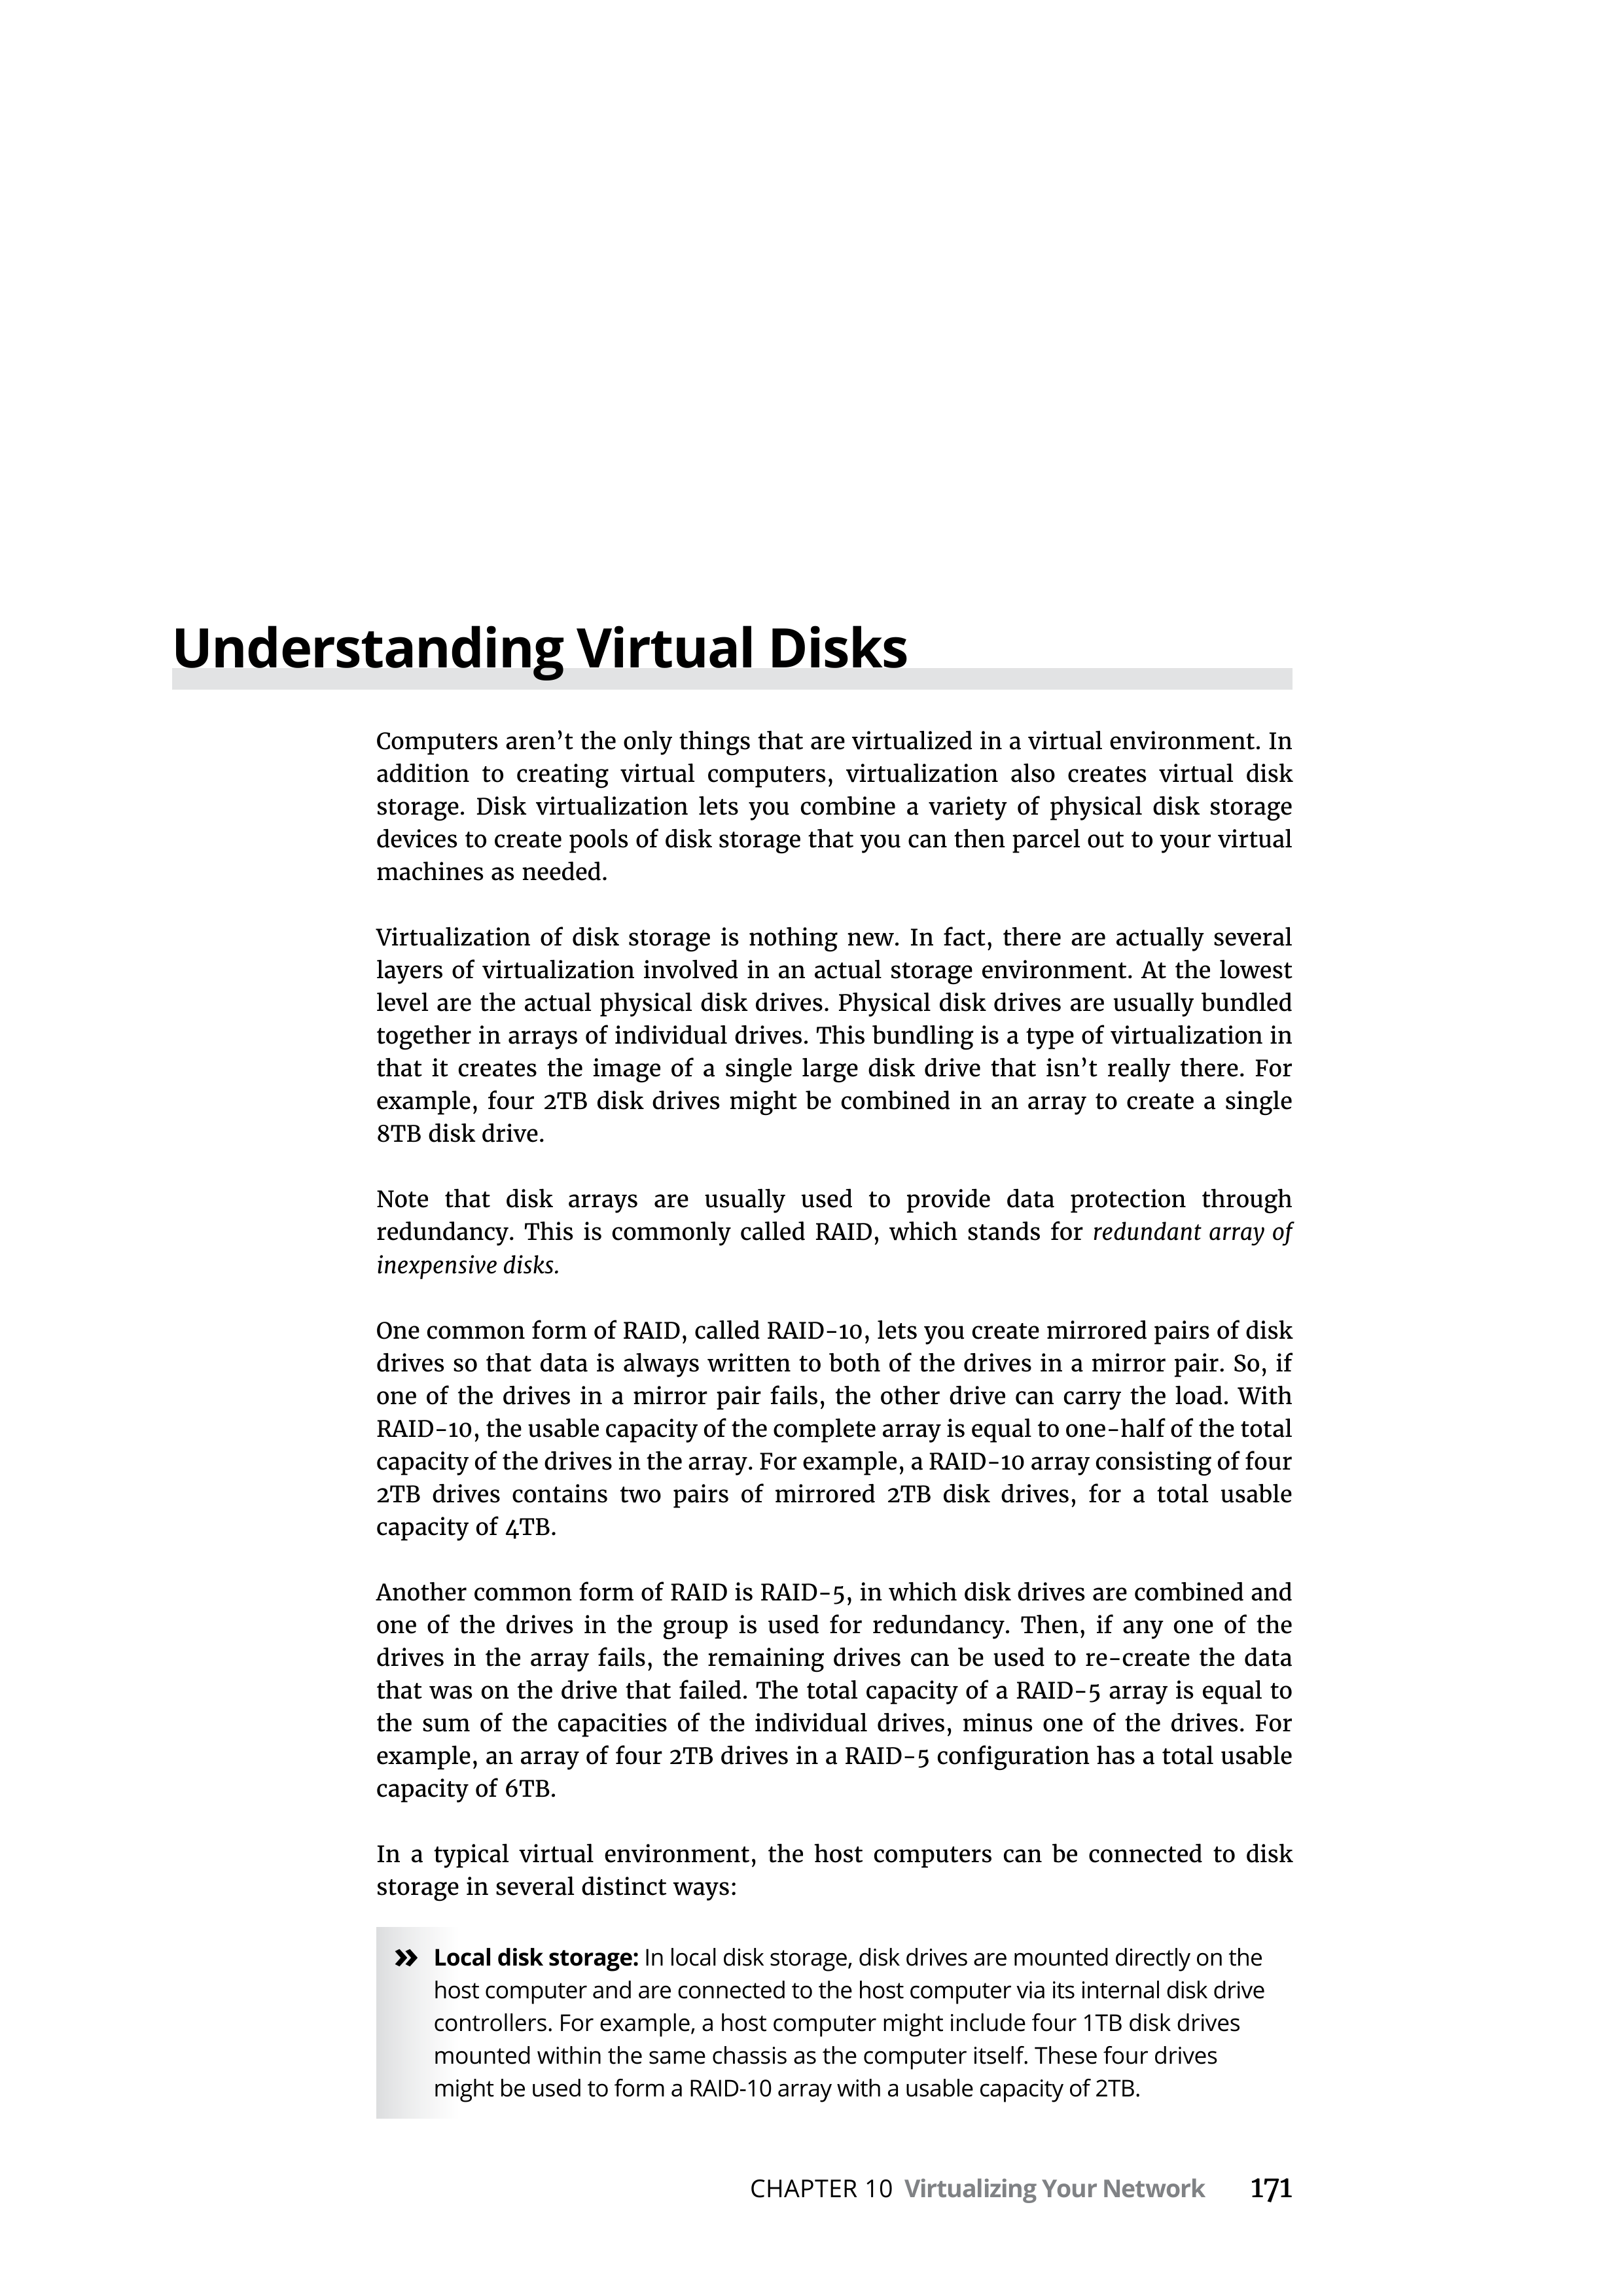 Understanding Virtual Disks
Computers aren’t the only things that are virtualized in a virtual environment. In
addition to creating virtual computers, virtualization also creates virtual disk
storage. Disk virtualization lets you combine a variety of physical disk storage
devices to create pools of disk storage that you can then parcel out to your virtual
machines as needed.
Virtualization of disk storage is nothing new. In fact, there are actually several
layers of virtualization involved in an actual storage environment. At the lowest
level are the actual physical disk drives. Physical disk drives are usually bundled
together in arrays of individual drives. This bundling is a type of virtualization in
that it creates the image of a single large disk drive that isn’t really there. For
example, four 2TB disk drives might be combined in an array to create a single
8TB disk drive.
Note that disk arrays are usually used to provide data protection through
redundancy. This is commonly called RAID, which stands for redundant array of
inexpensive disks.
One common form of RAID, called RAID-10, lets you create mirrored pairs of disk
drives so that data is always written to both of the drives in a mirror pair. So, if
one of the drives in a mirror pair fails, the other drive can carry the load. With
RAID-10, the usable capacity of the complete array is equal to one-half of the total
capacity of the drives in the array. For example, a RAID-10 array consisting of four
2TB drives contains two pairs of mirrored 2TB disk drives, for a total usable
capacity of 4TB.
Another common form of RAID is RAID-5, in which disk drives are combined and
one of the drives in the group is used for redundancy. Then, if any one of the
drives in the array fails, the remaining drives can be used to re-create the data
that was on the drive that failed. The total capacity of a RAID-5 array is equal to
the sum of the capacities of the individual drives, minus one of the drives. For
example, an array of four 2TB drives in a RAID-5 configuration has a total usable
capacity of 6TB.
In a typical virtual environment, the host computers can be connected to disk
storage in several distinct ways:
» Local disk storage: In local disk storage, disk drives are mounted directly on the
host computer and are connected to the host computer via its internal disk drive
controllers. For example, a host computer might include four 1TB disk drives
mounted within the same chassis as the computer itself. These four drives
might be used to form a RAID-10 array with a usable capacity of 2TB.
CHAPTER 10 Virtualizing Your Network 171